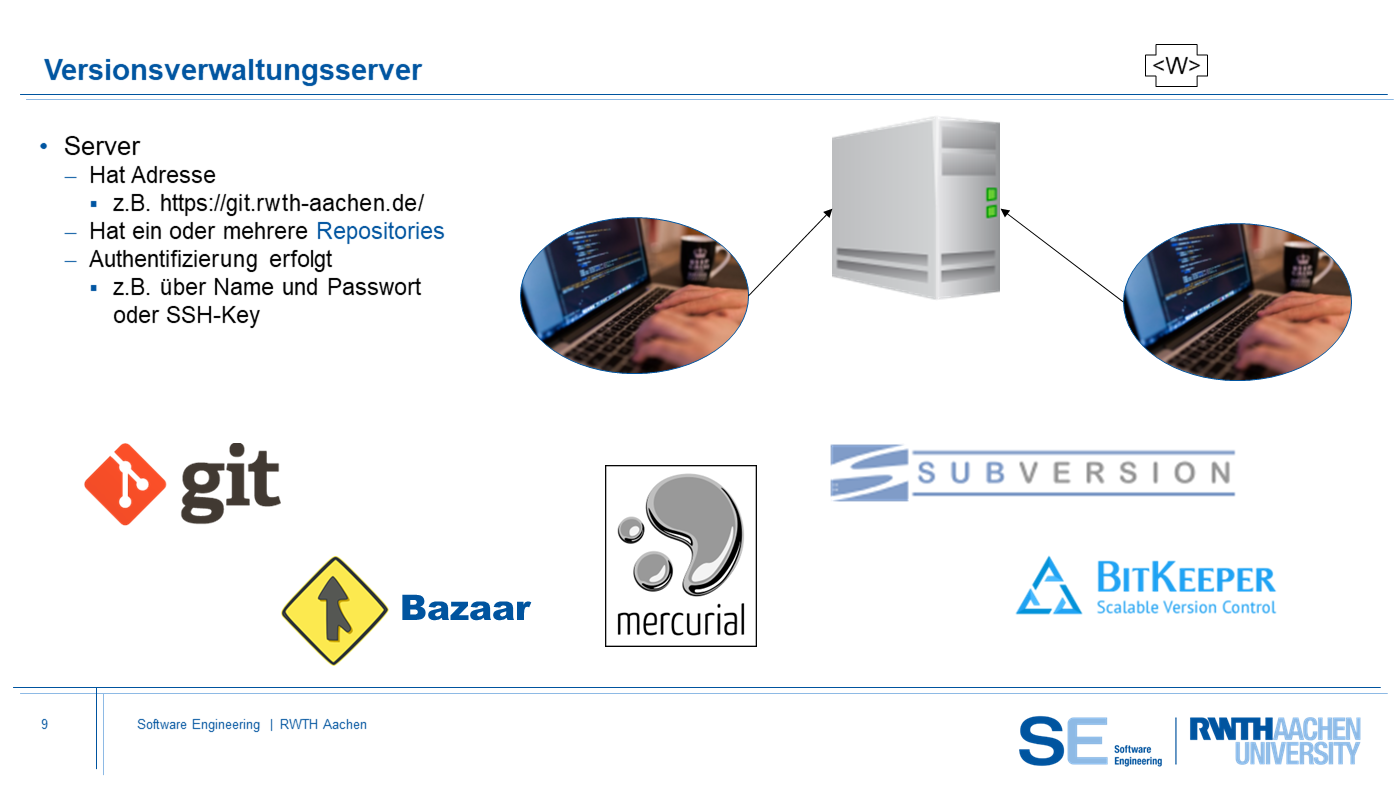 Versionsverwaltungsserver
<W>
• Server
– Hat Adresse
▪ z.B. https://git.rwth-aachen.de/
– Hat ein oder mehrere Repositories
– Authentifizierung erfolgt
▪ z.B. über Name und Passwort
oder SSH-Key
git
SUBVERSION
Bazaar
mercurial
BITKEEPER
Scalable Version Control
9
Software Engineering | RWTH Aachen
SE Software
Engineering
RWTHAACHEN
UNIVERSITY